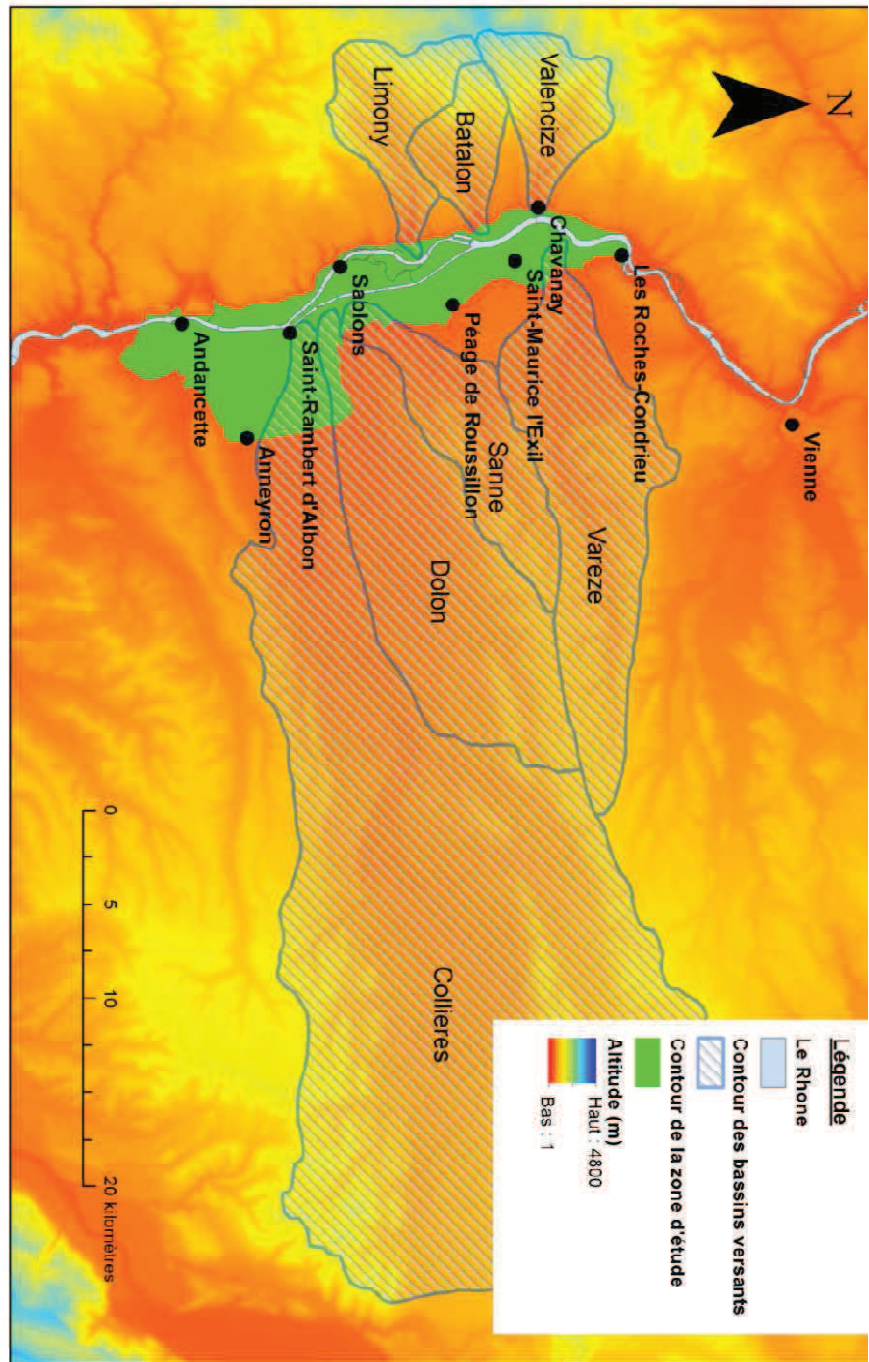 N
Vienne
Les Roches-Condrieu
Valencize
Chavanay
Vareze
Saint-Maurice l'Exil
Batalon
Péage de Roussillon
Sanne
Limony
Sablons
Dolon
Collieres
Saint-Rambert d'Albon
Anneyron
Andancette
Légende
Le Rhone
Contour des bassins versants
Contour de la zone d'étude
Altitude (m)
Haut : 4800
Bas : 1
0 5 10 20 kilomètres